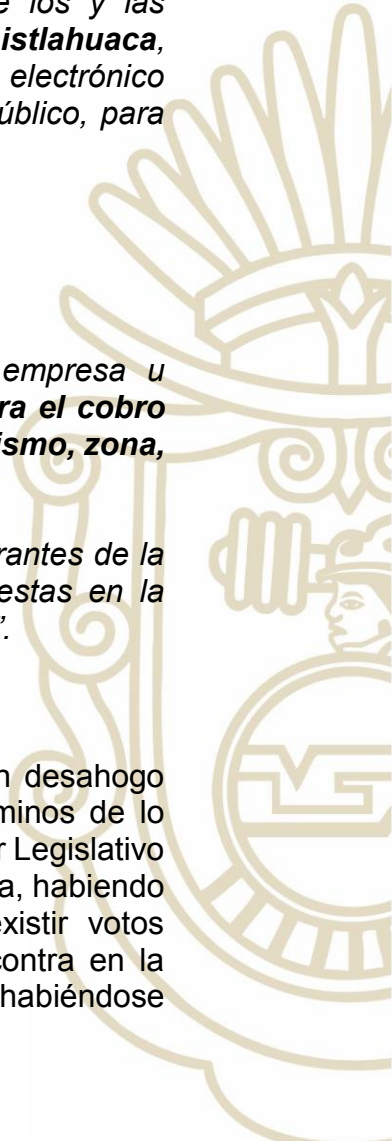 e los y las
istlahuaca,
electrónico
úblico, para
empresa u
ra el cobro
ismo, zona,
rantes de la
estas en la
”.
n desahogo
minos de lo
r Legislativo
a, habiendo
existir votos
contra en la
habiéndose